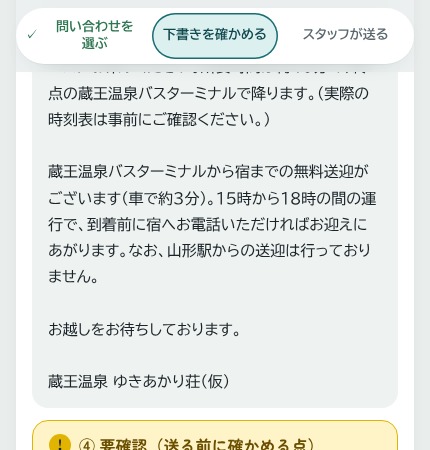 ✓ 問い合わせを
選ぶ
下書きを確かめる
スタッフが送る
点の蔵王温泉バスターミナルで降ります。（実際の
時刻表は事前にご確認ください。）
蔵王温泉バスターミナルから宿までの無料送迎が
ございます（車で約3分）。15時から18時の間の運
行で、到着前に宿へお電話いただければお迎えに
あがります。なお、山形駅からの送迎は行っており
ません。
お越しをお待ちしております。
蔵王温泉 ゆきあかり荘（仮）
! ④ 要確認（送る前に確かめる点）